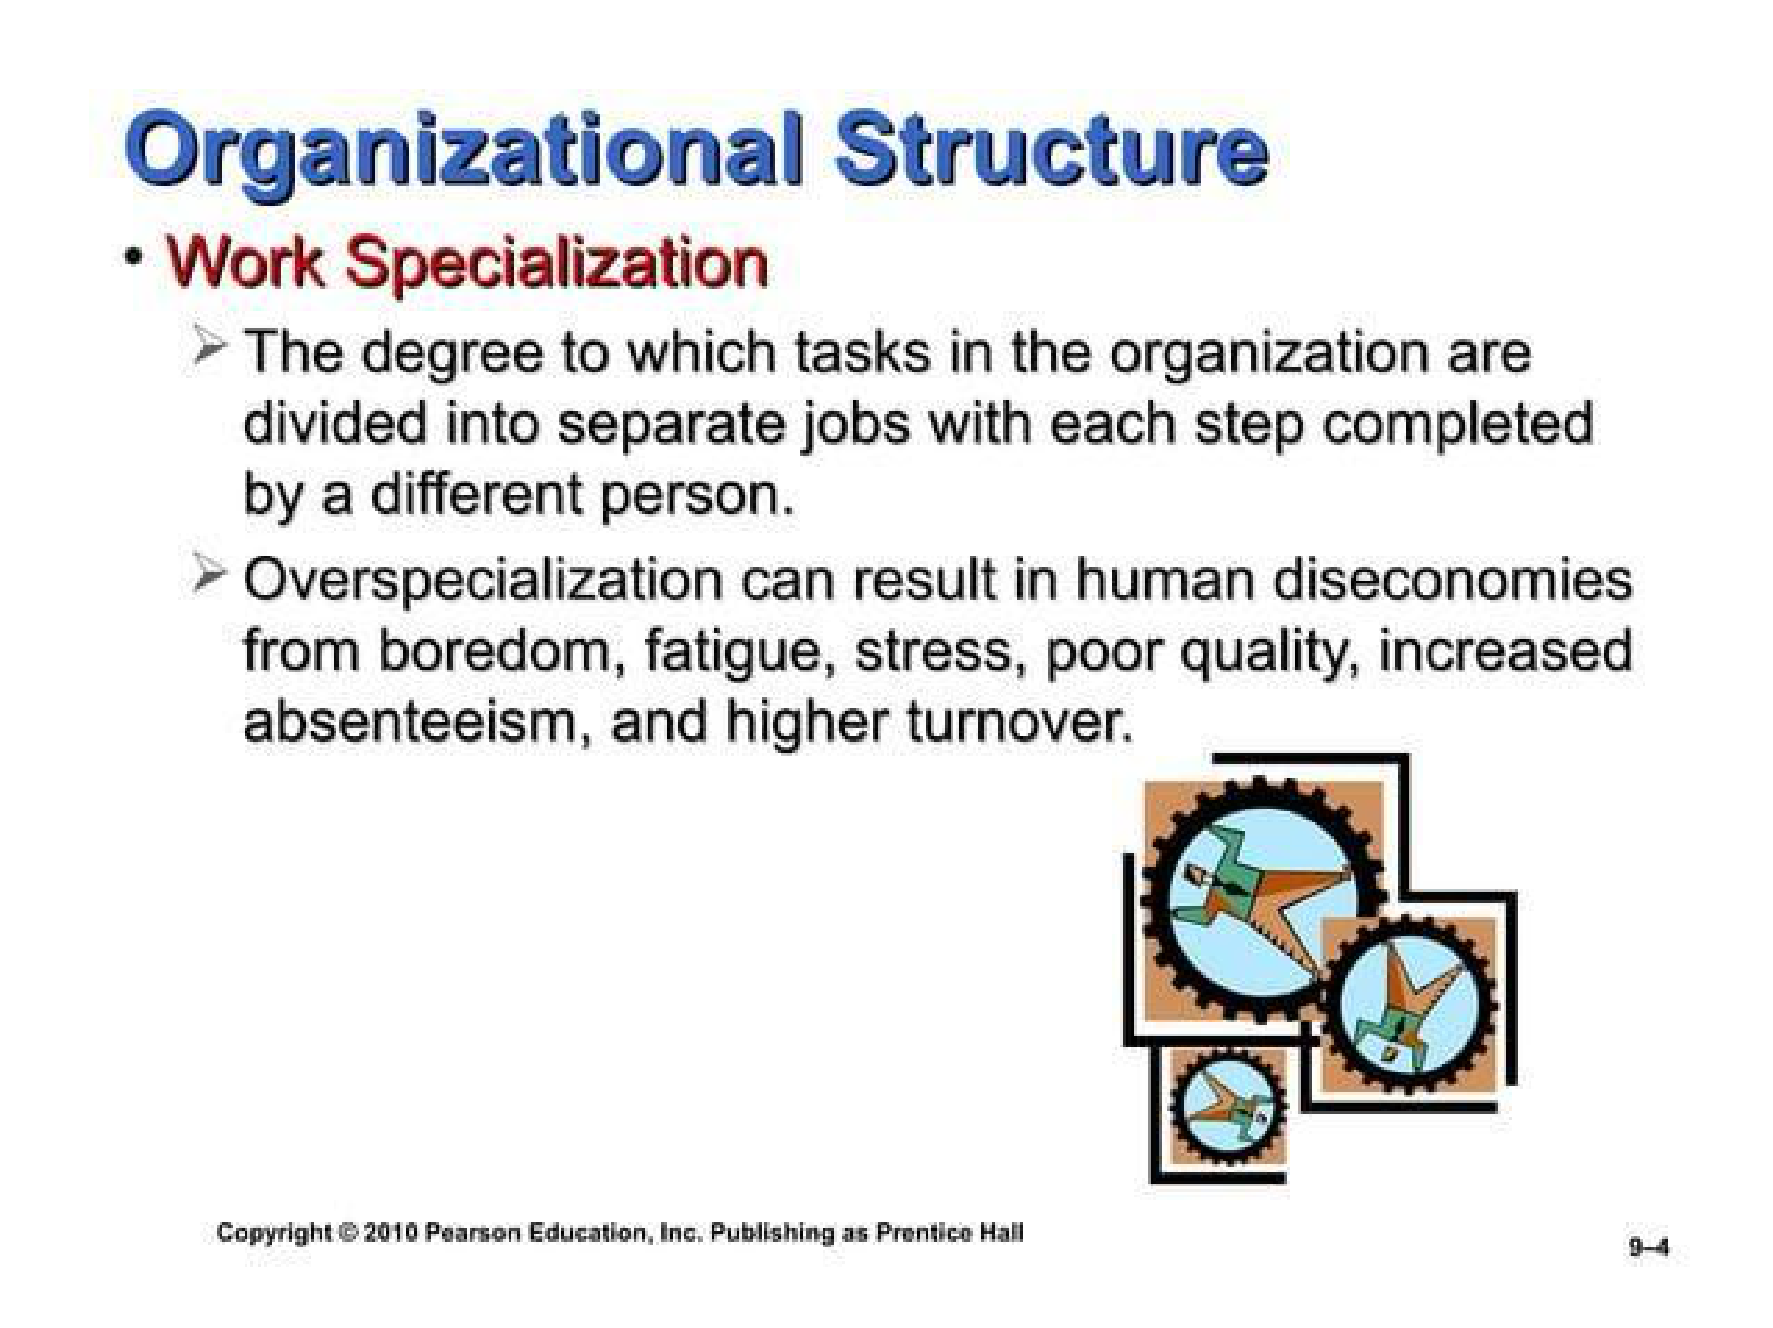 Organizational Structure
• Work Specialization
➢ The degree to which tasks in the organization are
divided into separate jobs with each step completed
by a different person.
➢ Overspecialization can result in human diseconomies
from boredom, fatigue, stress, poor quality, increased
absenteeism, and higher turnover.
Copyright © 2010 Pearson Education, Inc. Publishing as Prentice Hall
9–4